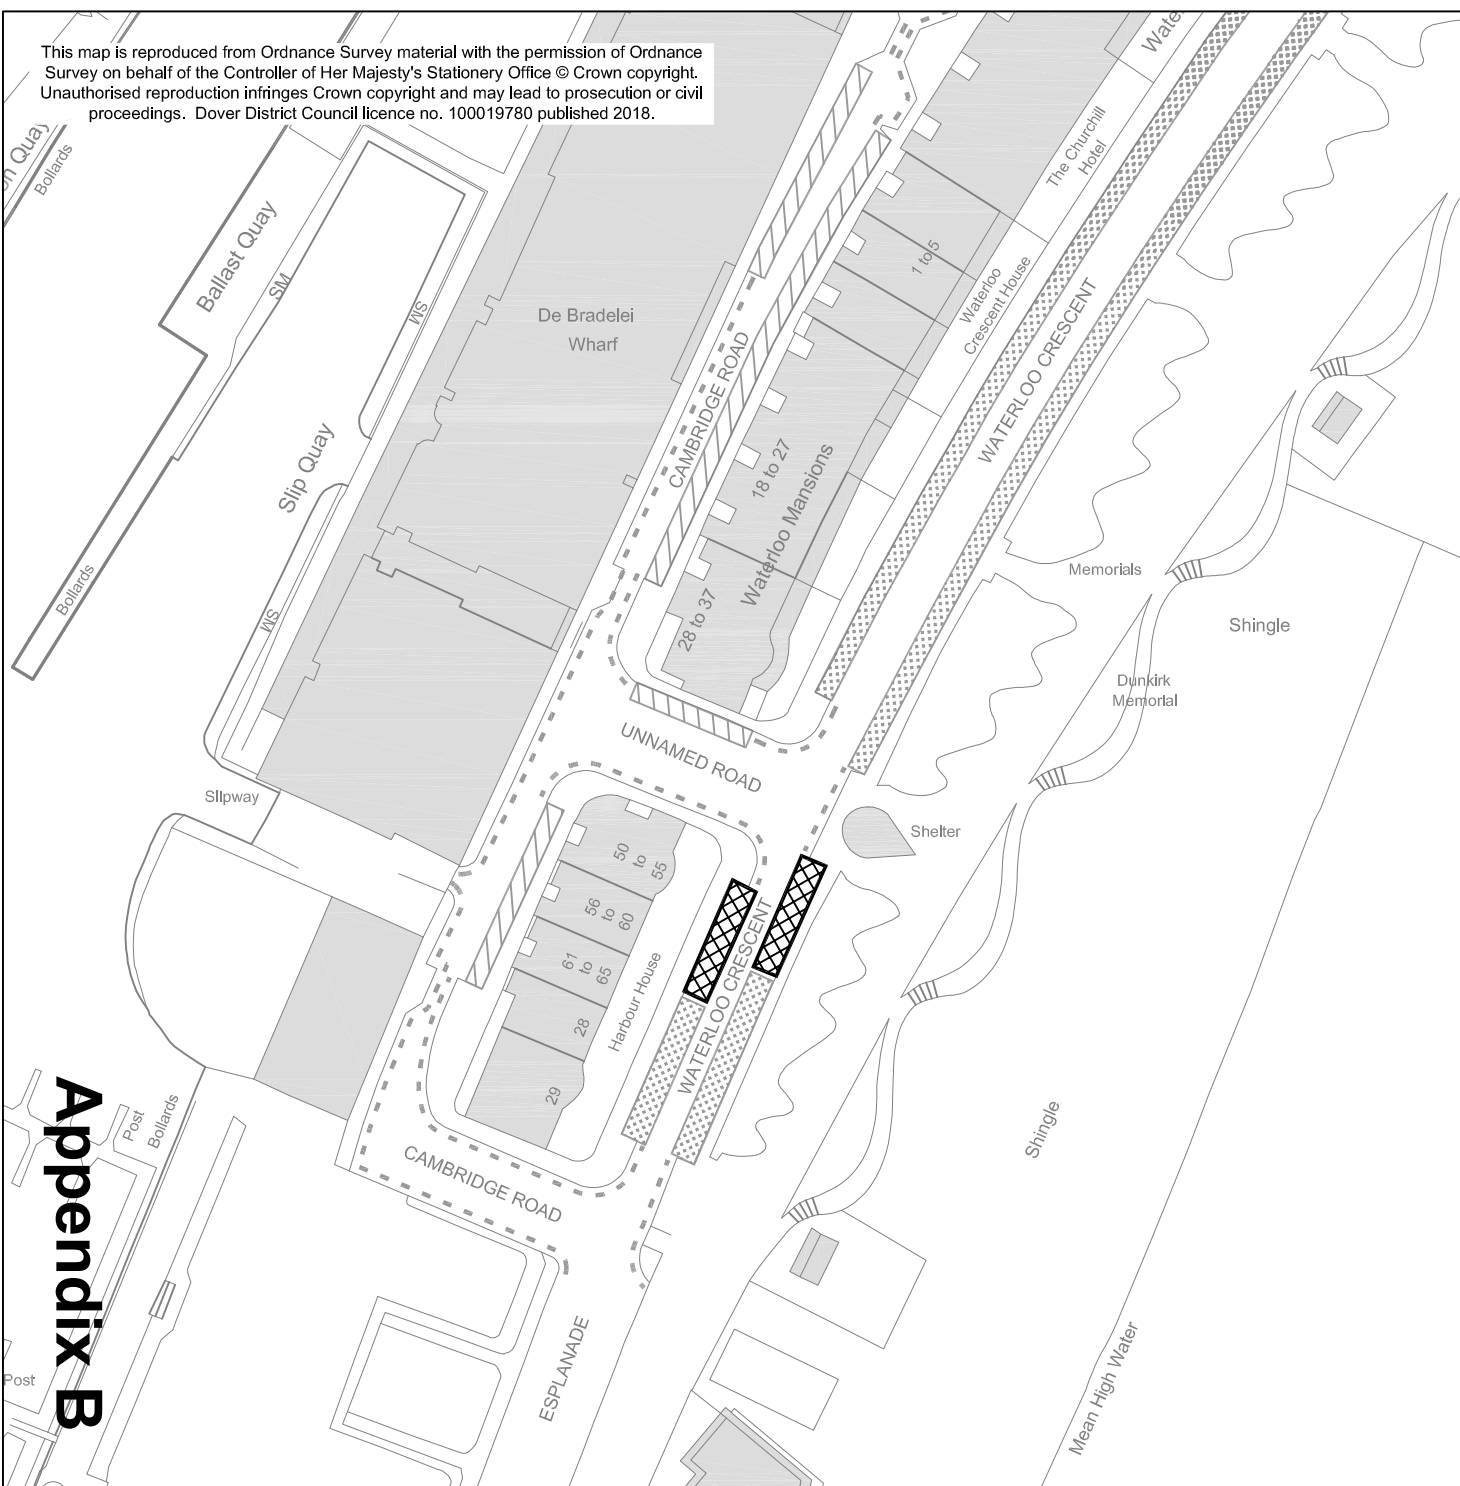 This map is reproduced from Ordnance Survey material with the permission of Ordnance
Survey on behalf of the Controller of Her Majesty's Stationery Office © Crown copyright.
Unauthorised reproduction infringes Crown copyright and may lead to prosecution or civil
proceedings. Dover District Council licence no. 100019780 published 2018.
Quay
Bollards
Ballast Quay
SM
SM
De Bradelei
Wharf
Slip Quay
Bollards
SM
CAMBRIDGE ROAD
The Churchill
Hotel
1 to 5
Waterloo
Crescent House
WATERLOO CRESCENT
18 to 27
Waterloo Mansions
28 to 37
Memorials
Shingle
Dunkirk
Memorial
UNNAMED ROAD
Slipway
Shelter
50
to
55
56
to
60
61
to
65
28
29
Harbour House
WATERLOO CRESCENT
CAMBRIDGE ROAD
Shingle
Post
Bollards
Appendix B
Post
ESPLANADE
Mean High Water